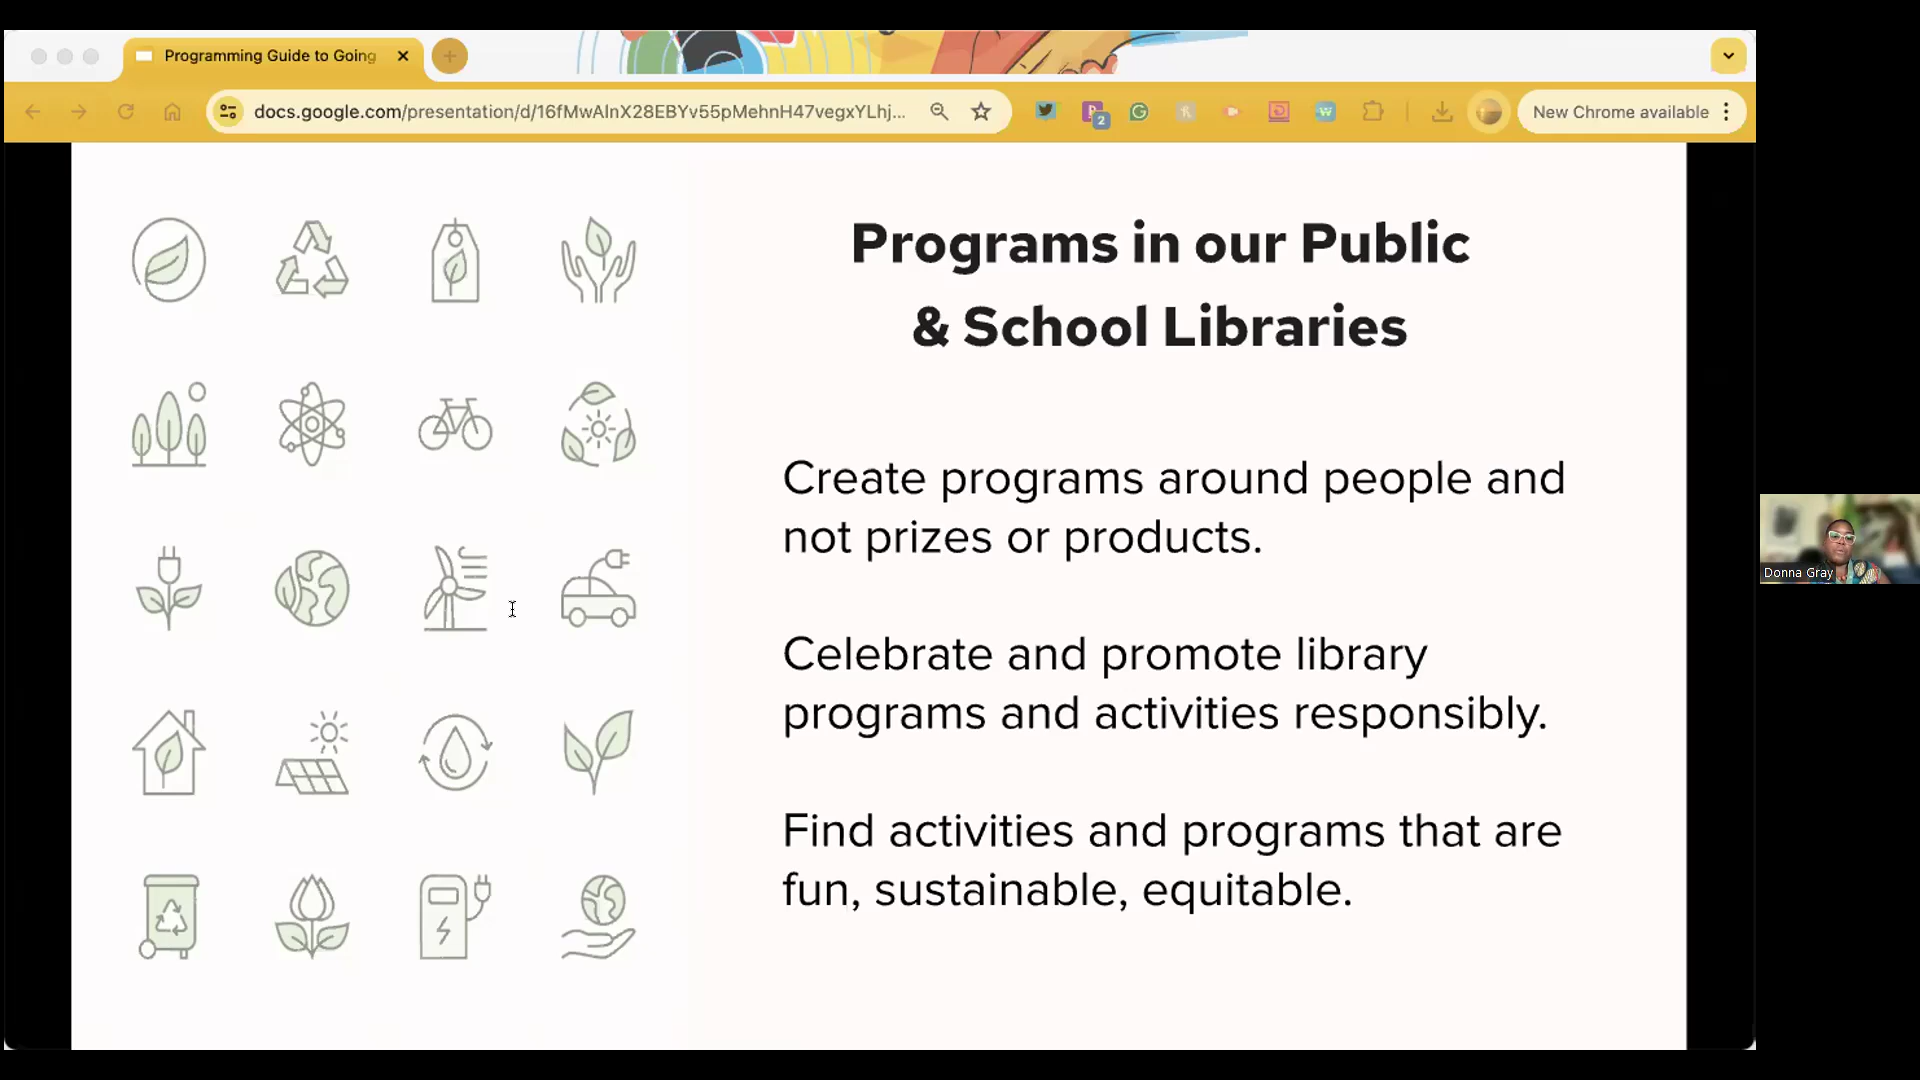 Programming Guide to Going
docs.google.com/presentation/d/16fMwAlnX28EBYv55pMehnH47vegxYLhj...
2
New Chrome available
Programs in our Public
& School Libraries
Create programs around people and
not prizes or products.
Celebrate and promote library
programs and activities responsibly.
Find activities and programs that are
fun, sustainable, equitable.
Donna Gray